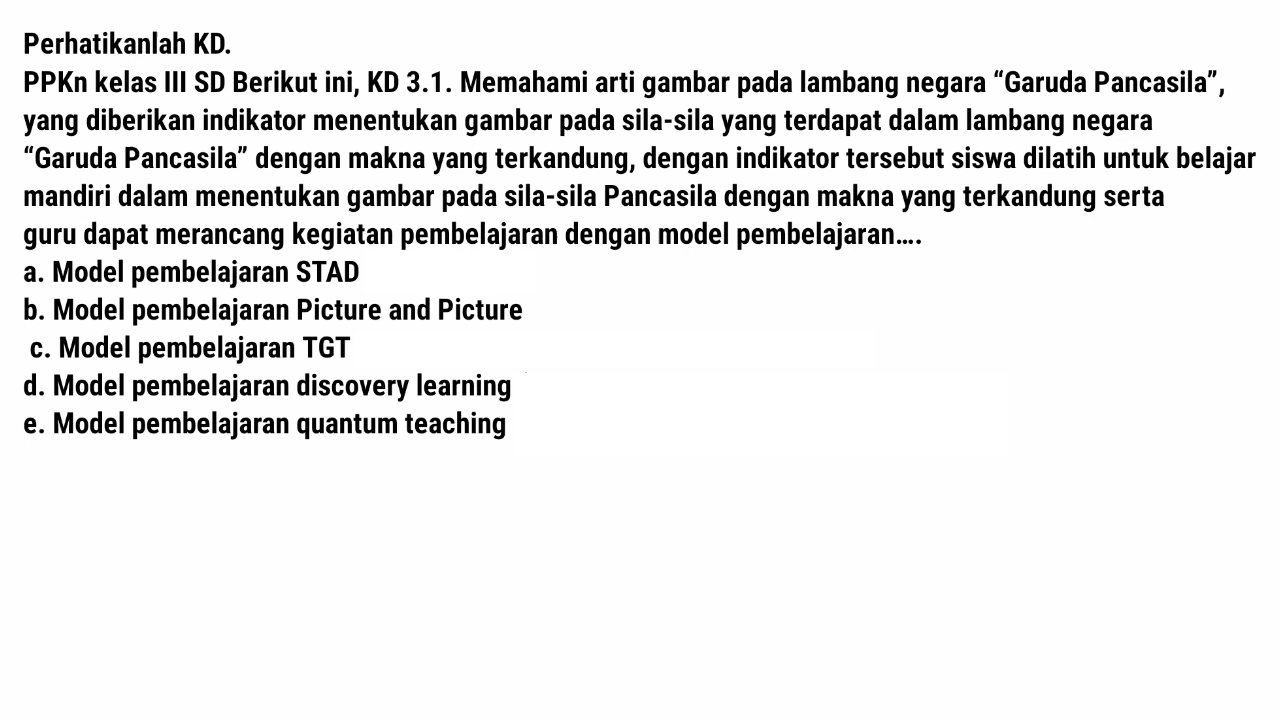 Perhatikanlah KD.
PPKn kelas III SD Berikut ini, KD 3.1. Memahami arti gambar pada lambang negara “Garuda Pancasila”,
yang diberikan indikator menentukan gambar pada sila-sila yang terdapat dalam lambang negara
“Garuda Pancasila” dengan makna yang terkandung, dengan indikator tersebut siswa dilatih untuk belajar
mandiri dalam menentukan gambar pada sila-sila Pancasila dengan makna yang terkandung serta
guru dapat merancang kegiatan pembelajaran dengan model pembelajaran….
a. Model pembelajaran STAD
b. Model pembelajaran Picture and Picture
c. Model pembelajaran TGT
d. Model pembelajaran discovery learning
e. Model pembelajaran quantum teaching